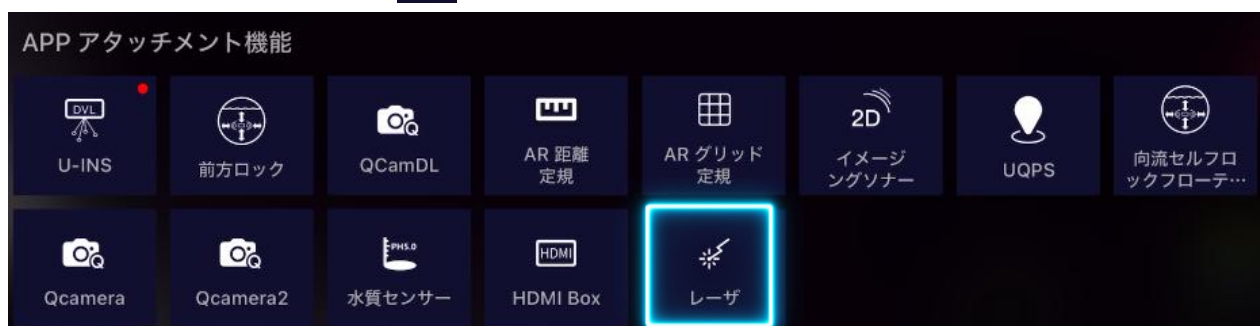 APP アタッチメント機能
DVL
U-INS
前方ロック
QCamDL
AR 距離
定規
AR グリッド
定規
2D
イメージ
ングソナー
UQPS
向流セルフロ
ックフローテ…
Qcamera
Qcamera2
PH5.0
水質センサー
HDMI
HDMI Box
レーザ